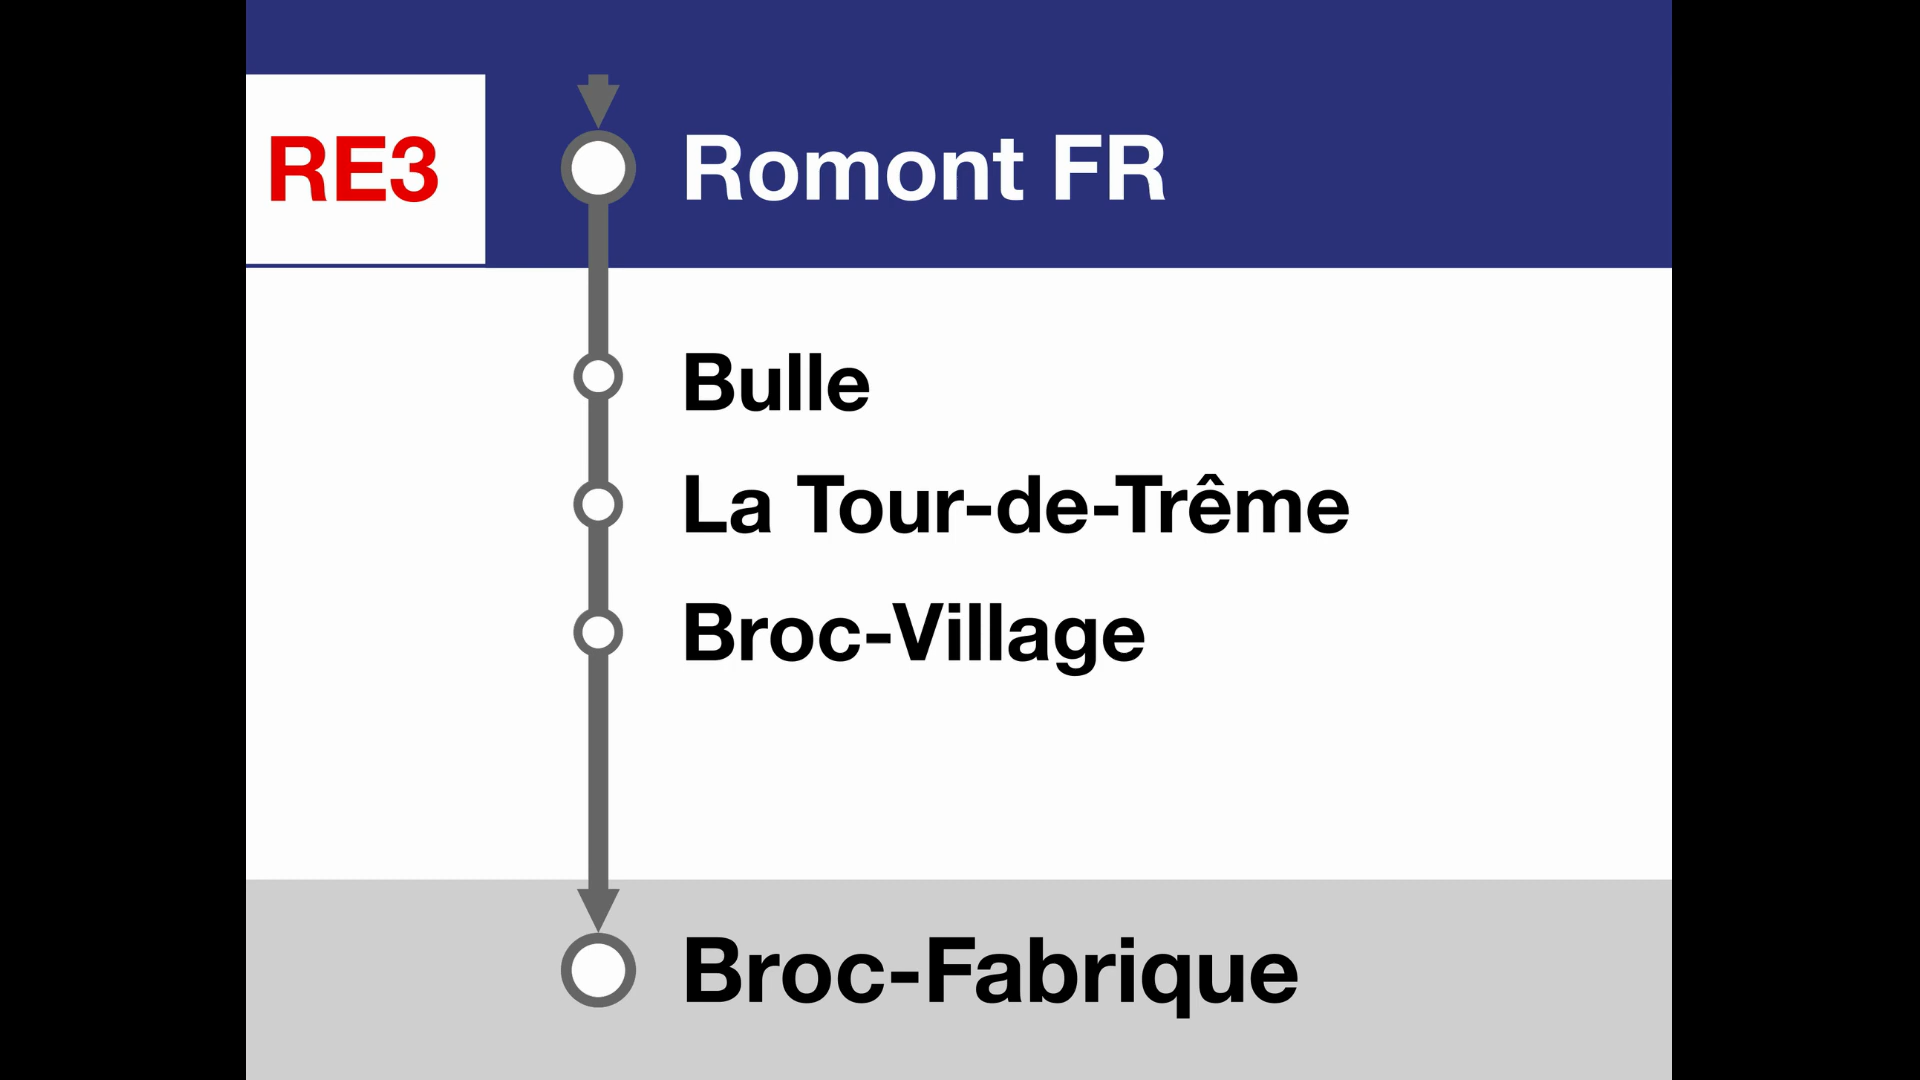 RE3 Romont FR
Bulle
La Tour-de-Trême
Broc-Village
Broc-Fabrique